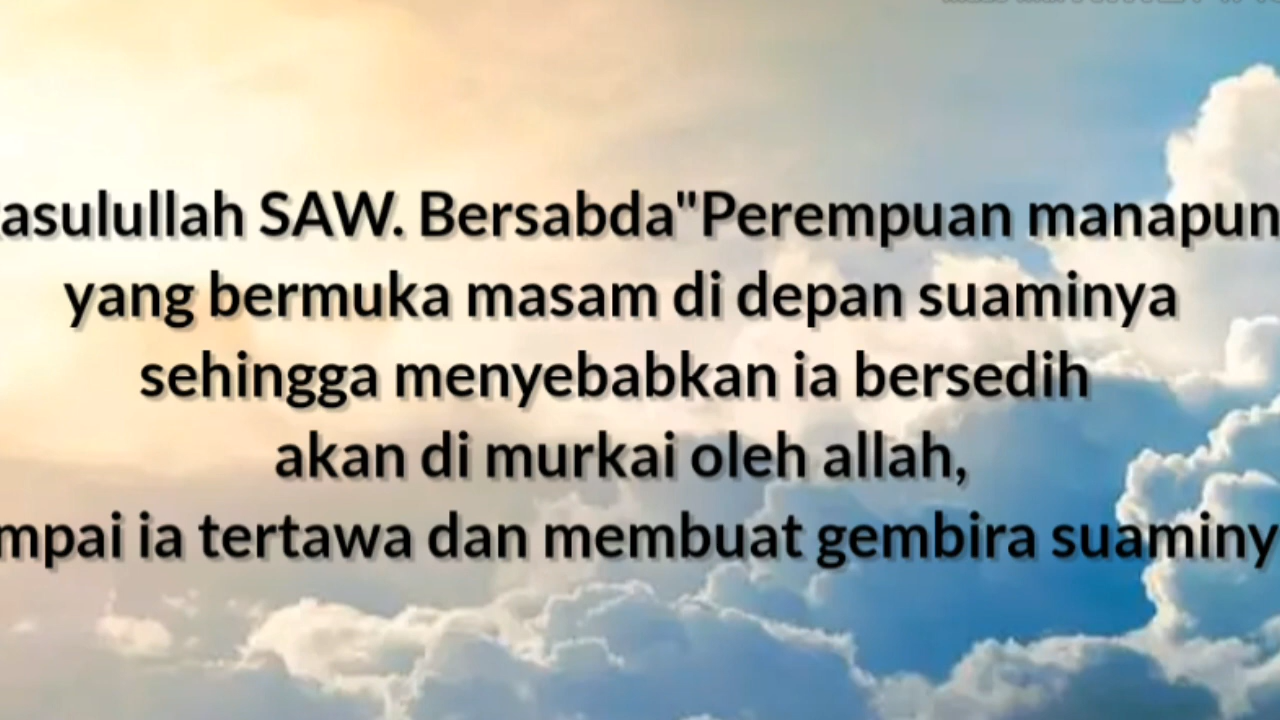 asulullah SAW. Bersabda"Perempuan manapun
yang bermuka masam di depan suaminya
sehingga menyebabkan ia bersedih
akan di murkai oleh allah,
mpai ia tertawa dan membuat gembira suaminy